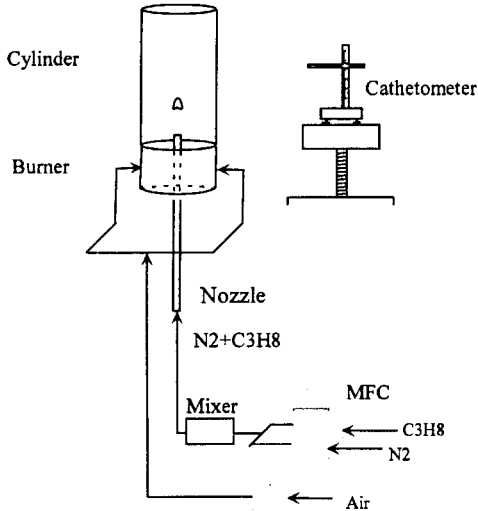 Cylinder
Cathetometer
Burner
Nozzle
N2+C3H8
MFC
Mixer
C3H8
N2
Air